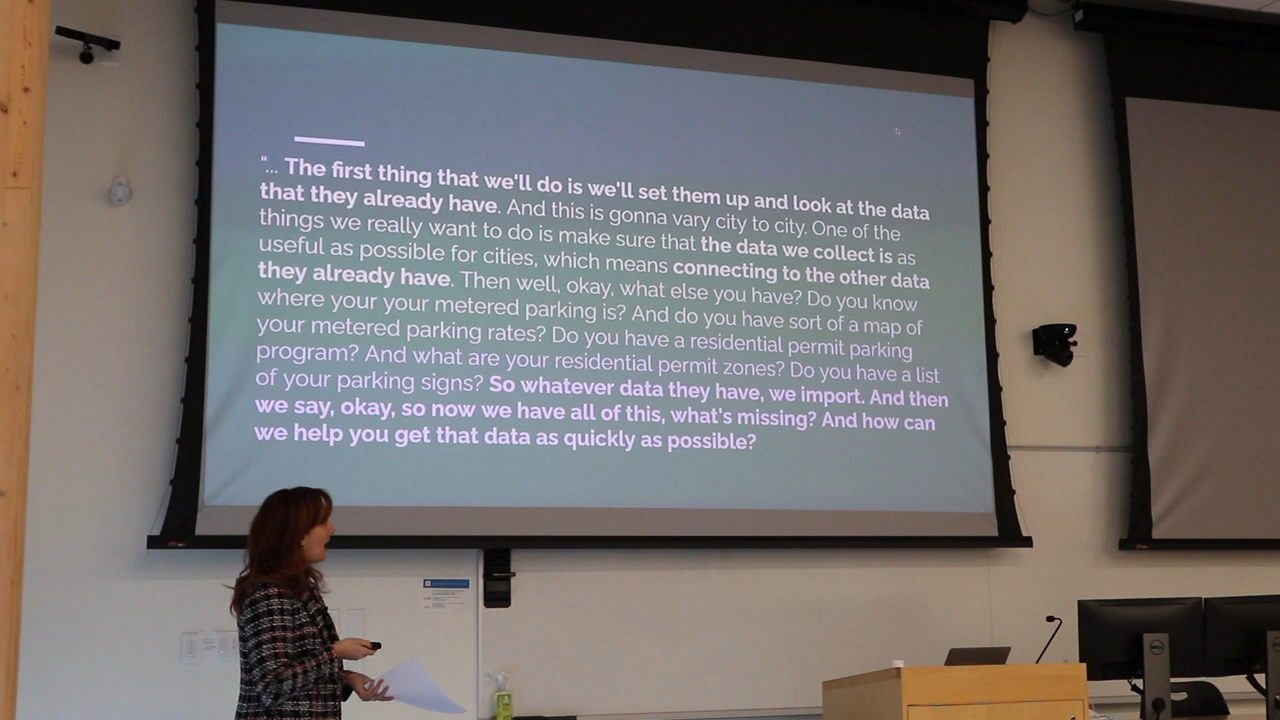 “... The first thing that we'll do is we'll set them up and look at the data
that they already have. And this is gonna vary city to city. One of the
things we really want to do is make sure that the data we collect is as
useful as possible for cities, which means connecting to the other data
they already have. Then well, okay, what else you have? Do you know
where your your metered parking is? And do you have sort of a map of
your metered parking rates? Do you have a residential permit parking
program? And what are your residential permit zones? Do you have a list
of your parking signs? So whatever data they have, we import. And then
we say, okay, so now we have all of this, what's missing? And how can
we help you get that data as quickly as possible?
DELL